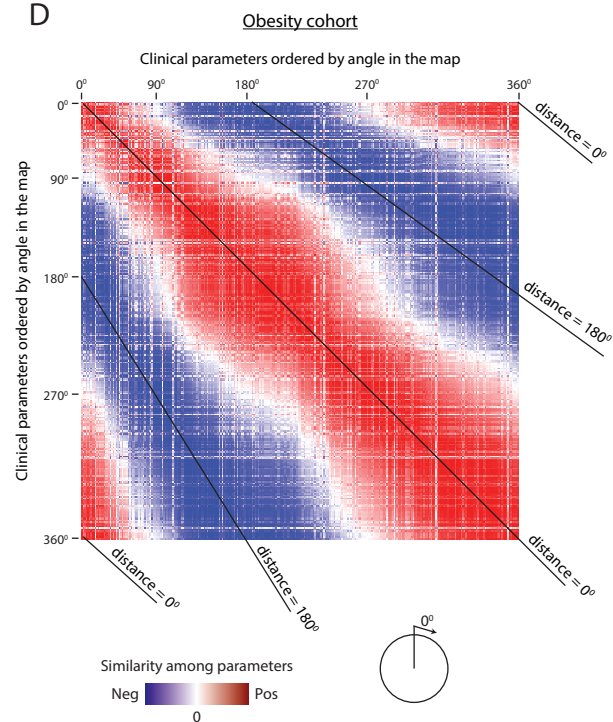 D
Obesity cohort
Clinical parameters ordered by angle in the map
0⁰ 90⁰ 180⁰ 270⁰ 360⁰
Clinical parameters ordered by angle in the map
0⁰
90⁰
180⁰
270⁰
360⁰
distance = 0⁰
distance = 180⁰
distance = 0⁰
distance = 180⁰
distance = 0⁰
0⁰
Similarity among parameters
Neg Pos
0